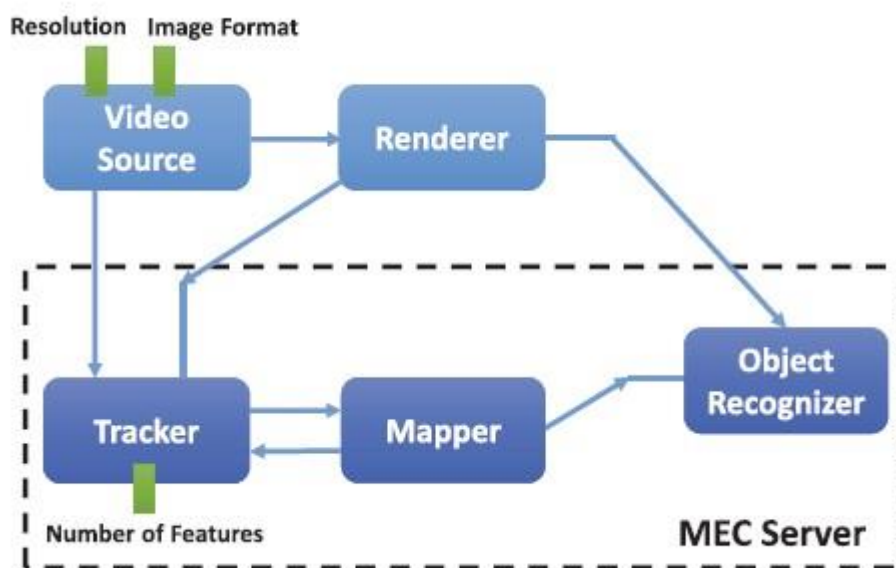 Resolution Image Format
Video
Source
Renderer
Object
Recognizer
Tracker
Mapper
Number of Features
MEC Server